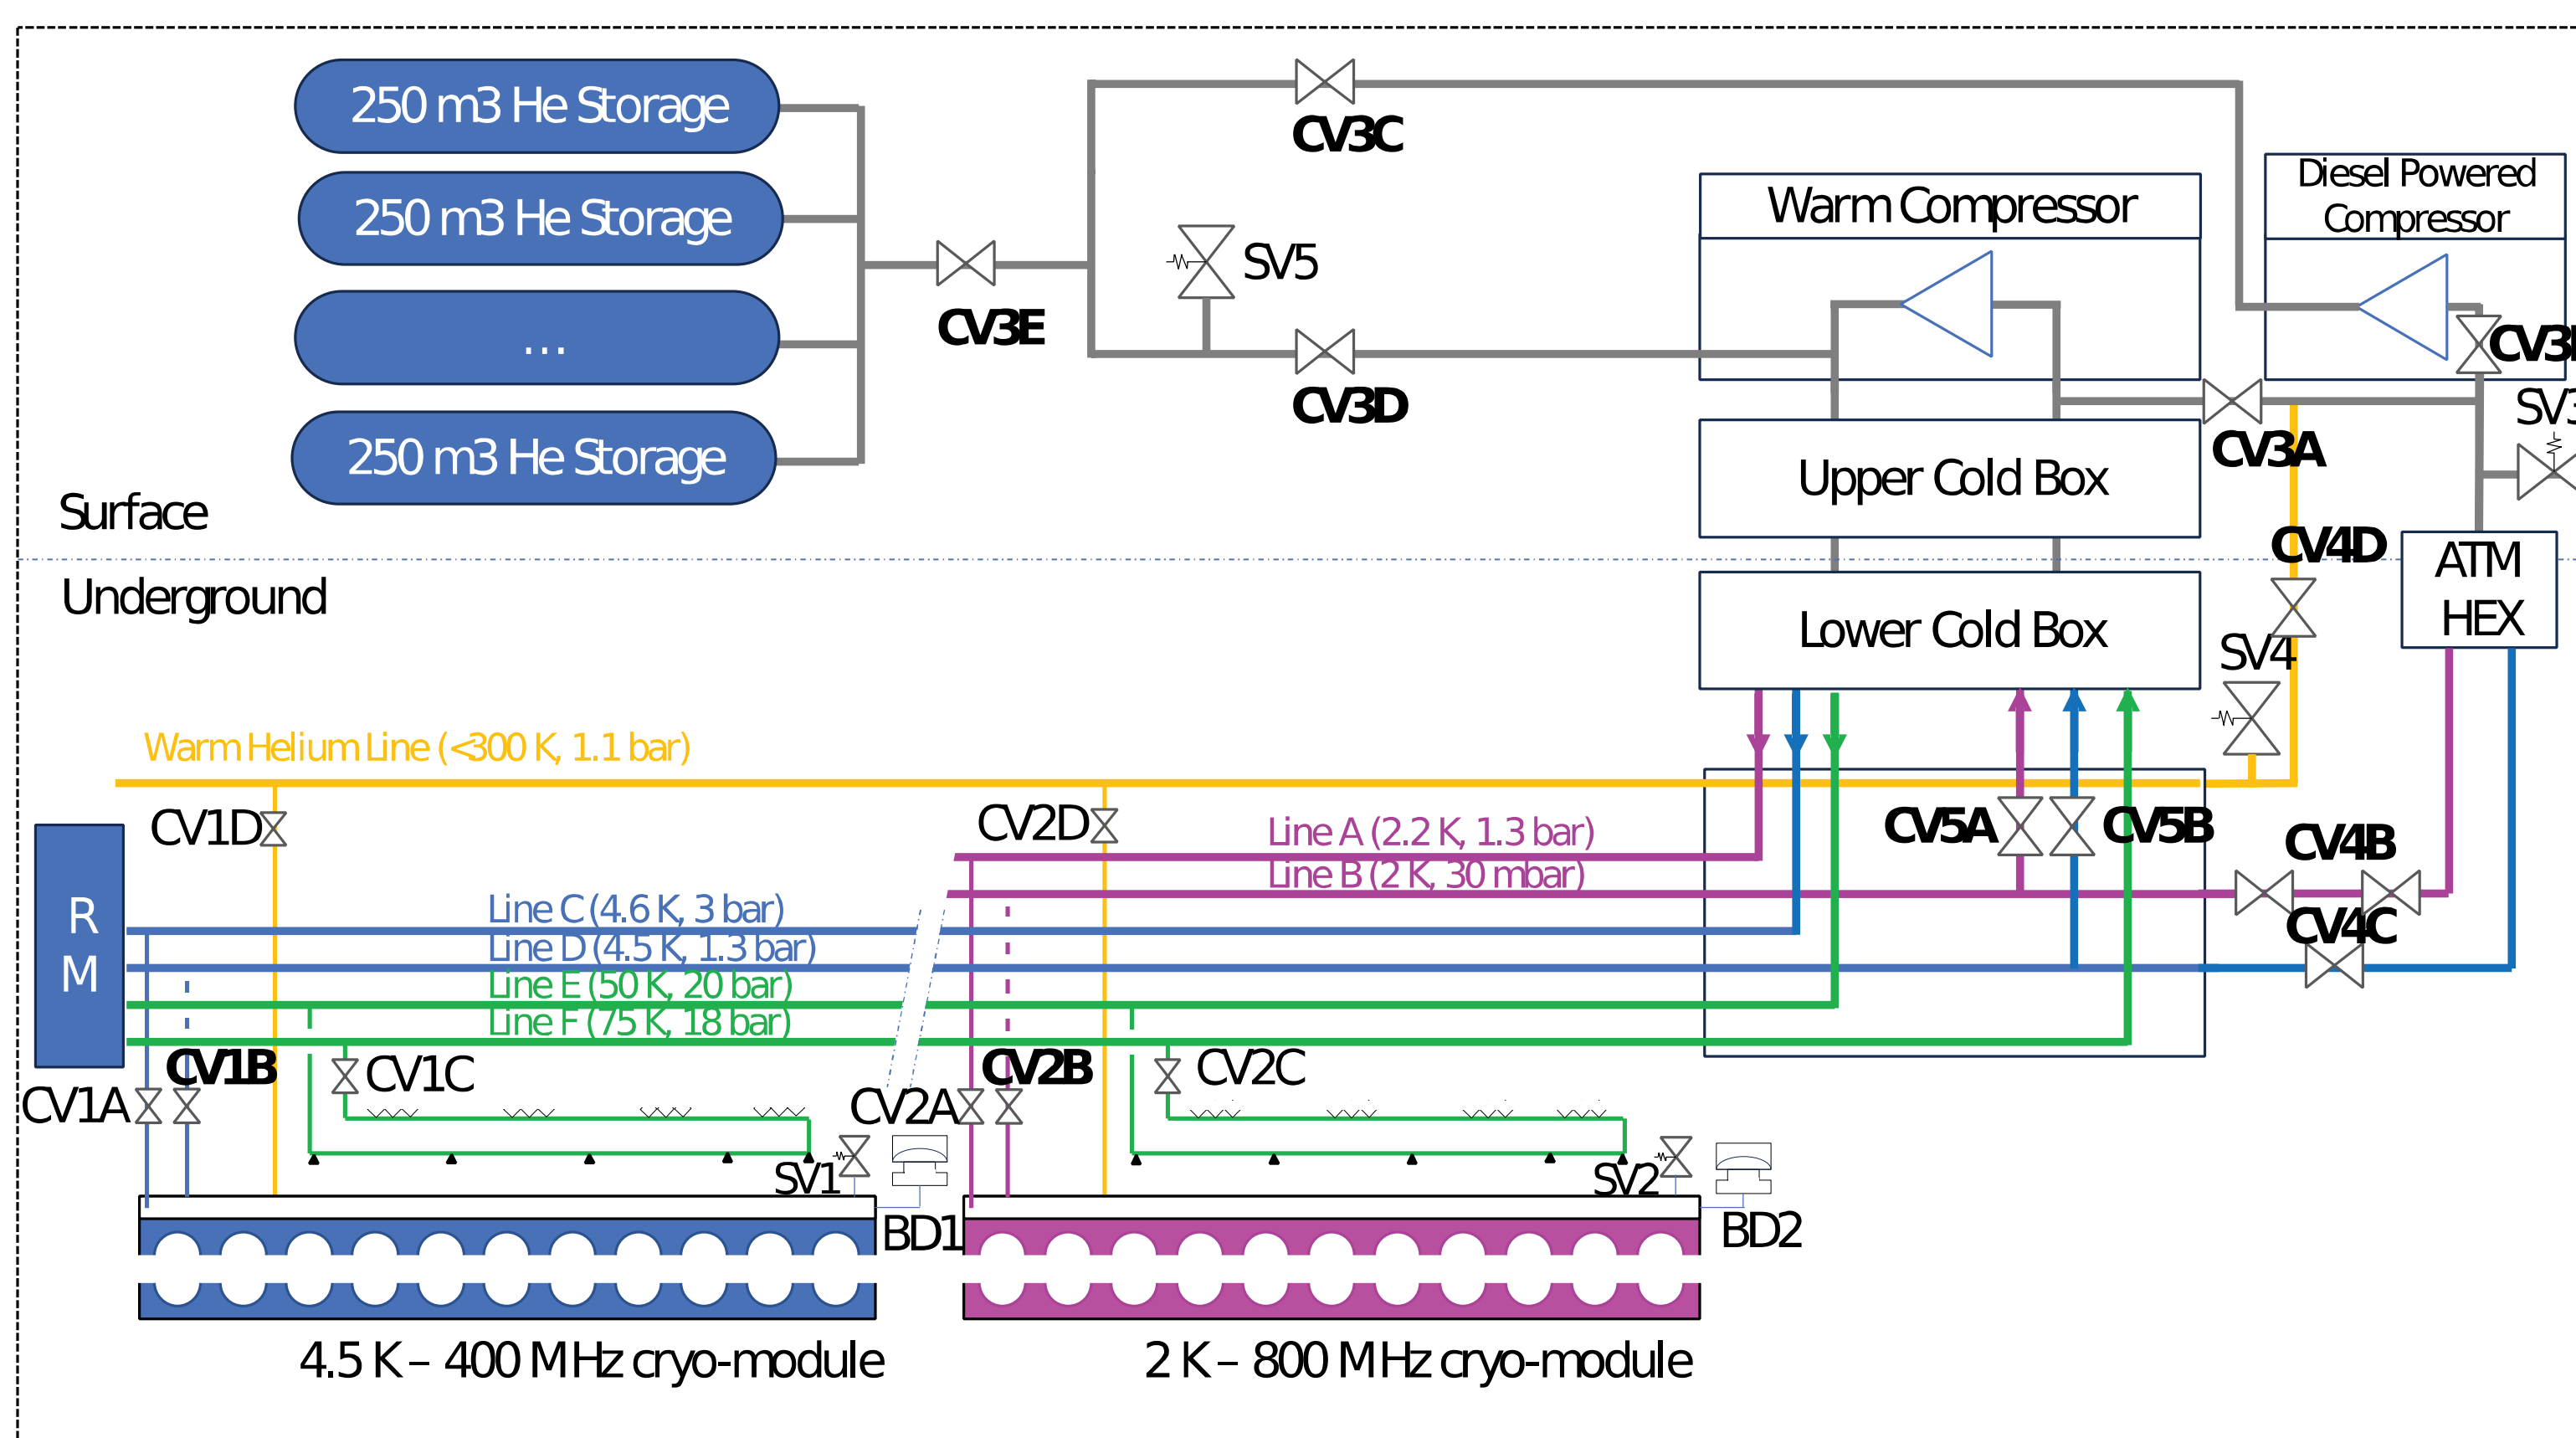 250 m3 He Storage
250 m3 He Storage
...
250 m3 He Storage
CV3E
CV3C
SV5
CV3D
Warm Compressor
Diesel Powered
Compressor
SV3
CV3A
Upper Cold Box
Surface
Underground
CV4D
ATM
HEX
Lower Cold Box
SV4
Warm Helium Line (<300 K, 1.1 bar)
CV1D
CV2D
Line A (2.2 K, 1.3 bar)
Line B (2 K, 30 mbar)
CV5A
CV5B
CV4B
CV4C
R
M
Line C (4.6 K, 3 bar)
Line D (4.5 K, 1.3 bar)
Line E (50 K, 20 bar)
Line F (75 K, 18 bar)
CV1A
CV1B
CV1C
CV2A
CV2B
CV2C
SV1
BD1
SV2
BD2
4.5 K – 400 MHz cryo-module
2 K – 800 MHz cryo-module